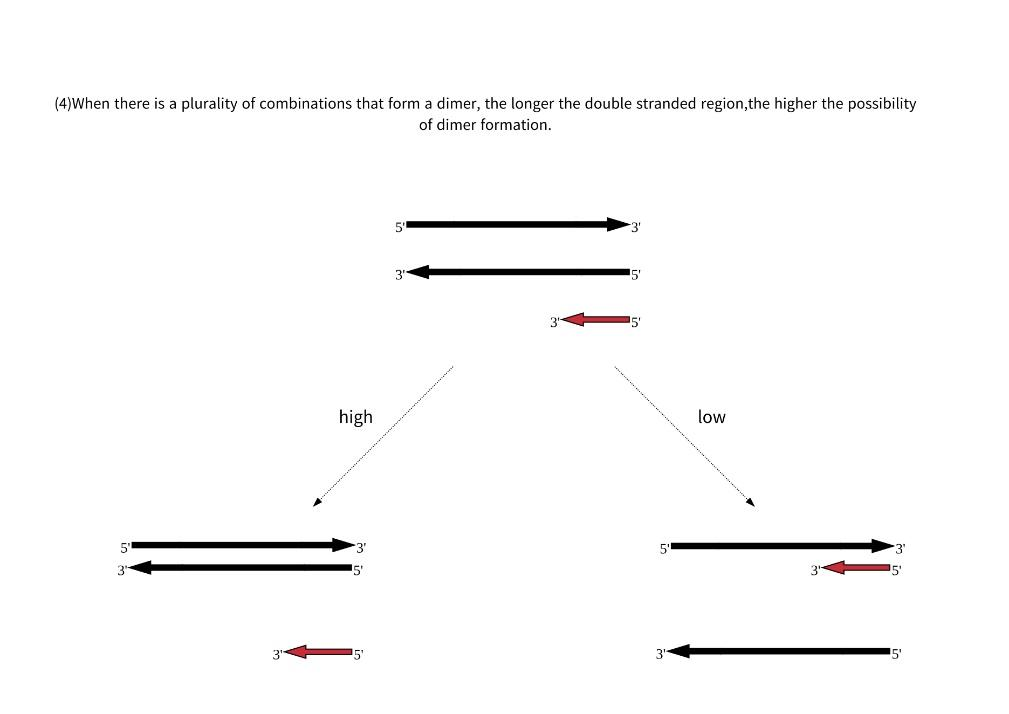 (4)When there is a plurality of combinations that form a dimer, the longer the double stranded region,the higher the possibility
of dimer formation.
5' 3'
3' 5'
3' 5'
high low
5' 3' 5' 3'
3' 5' 3' 5'
3' 5' 3' 5'